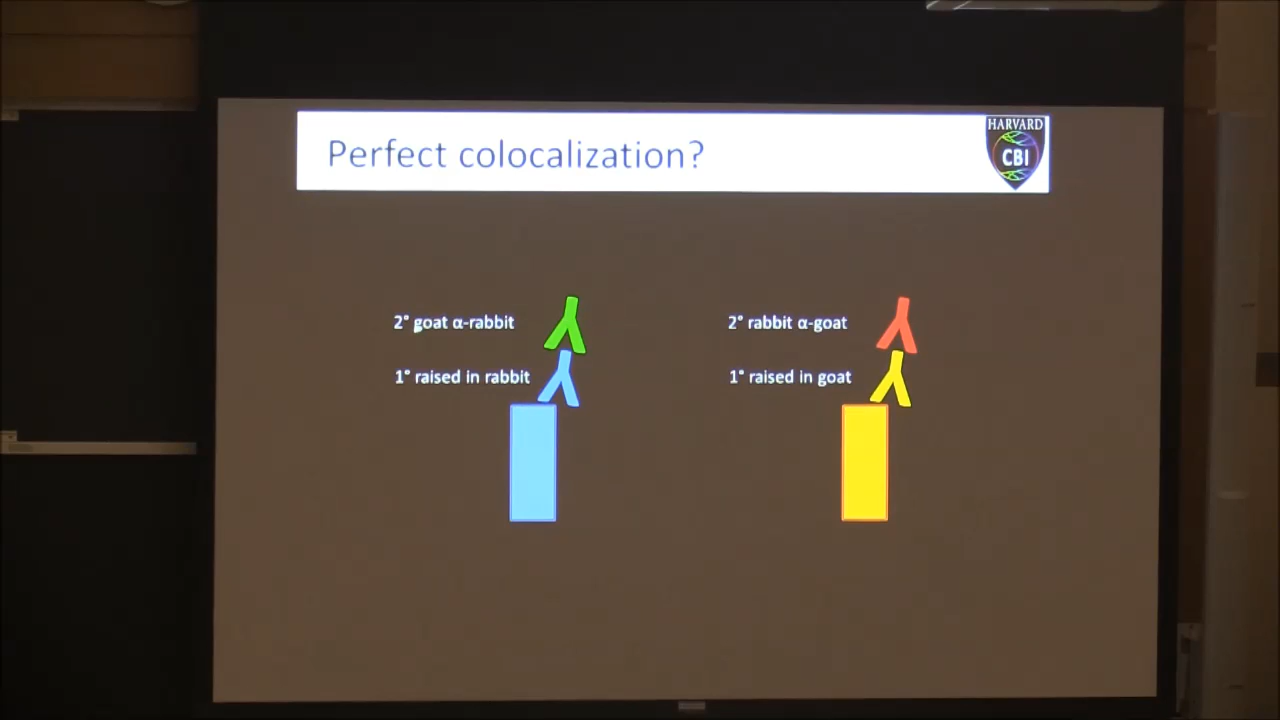 Perfect colocalization?
HARVARD
CBI
2° goat α-rabbit
2° rabbit α-goat
1° raised in rabbit
1° raised in goat